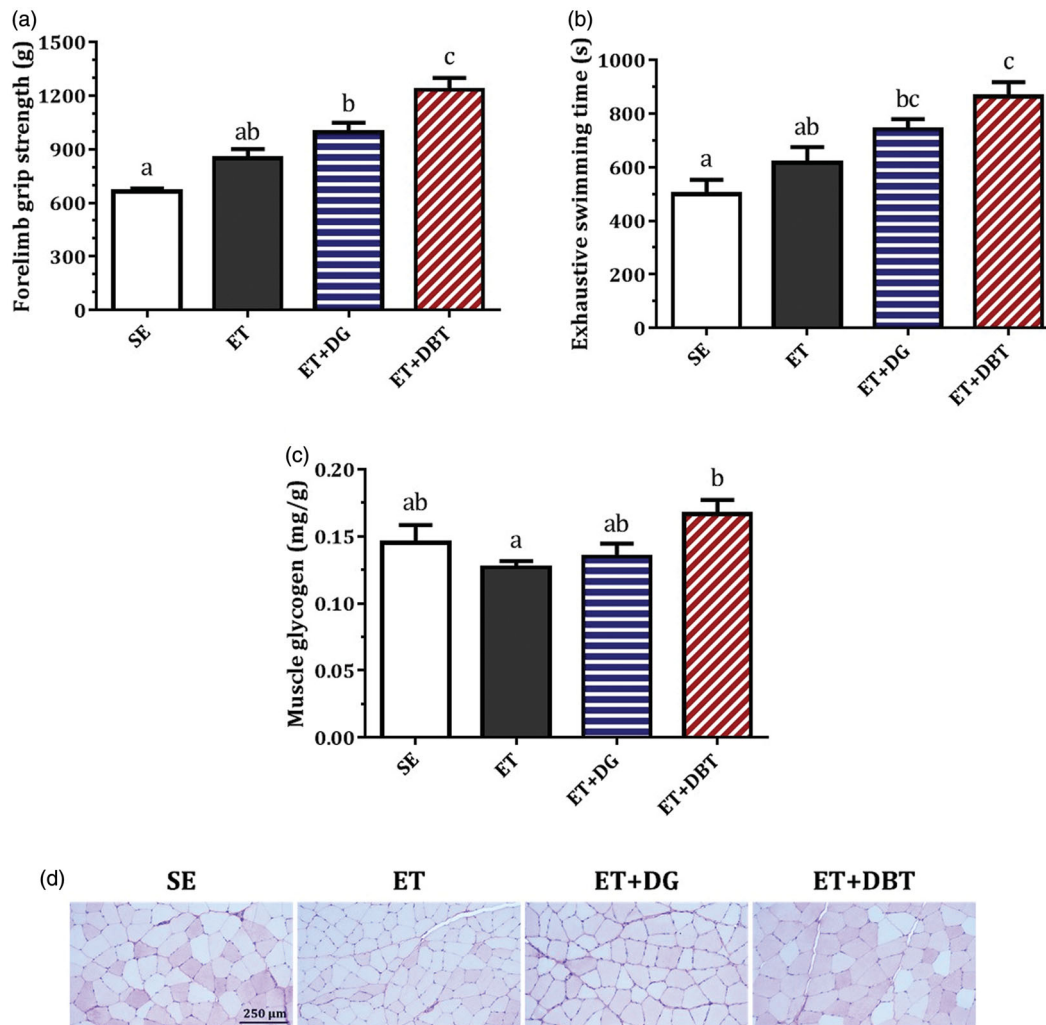 (a)
Forelimb grip strength (g)
1500
1200
900
600
300
0
a
ab
b
c
SE
ET
ET+DG
ET+DBT
(b)
Exhaustive swimming time (s)
1000
800
600
400
200
0
a
ab
bc
c
SE
ET
ET+DG
ET+DBT
(c)
Muscle glycogen (mg/g)
0.20
0.15
0.10
0.05
0.00
ab
a
ab
b
SE
ET
ET+DG
ET+DBT
(d)
SE ET ET+DG ET+DBT
250 µm